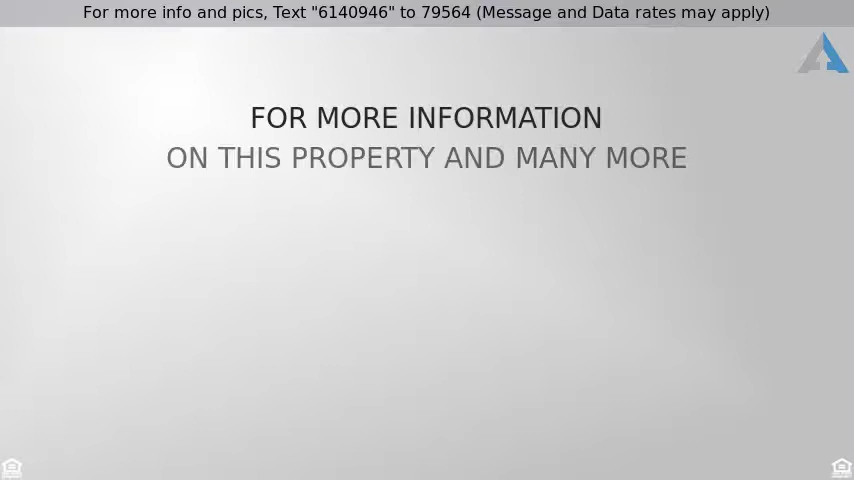 For more info and pics, Text "6140946" to 79564 (Message and Data rates may apply)
FOR MORE INFORMATION
ON THIS PROPERTY AND MANY MORE